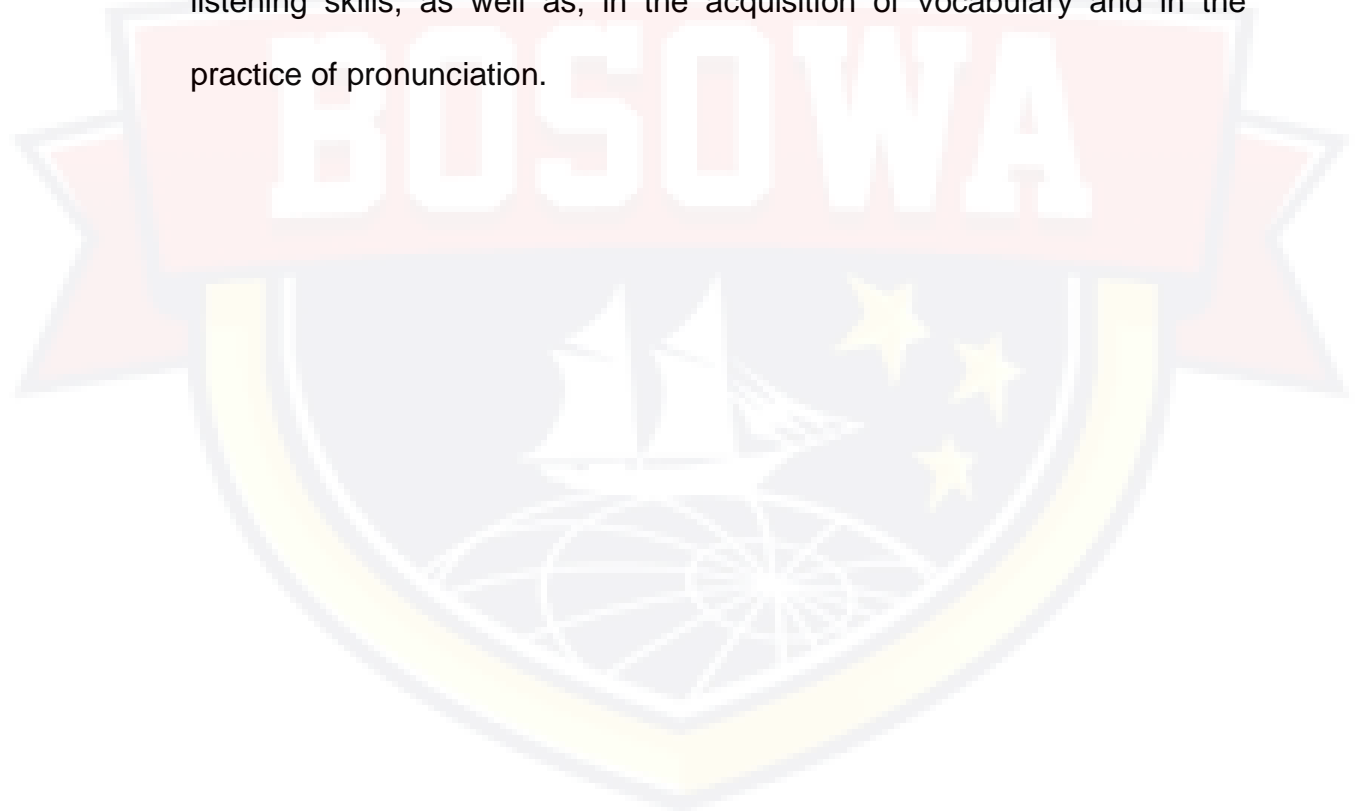 listening skills, as well as, in the acquisition of vocabulary and in the
practice of pronunciation.
BOSOWA